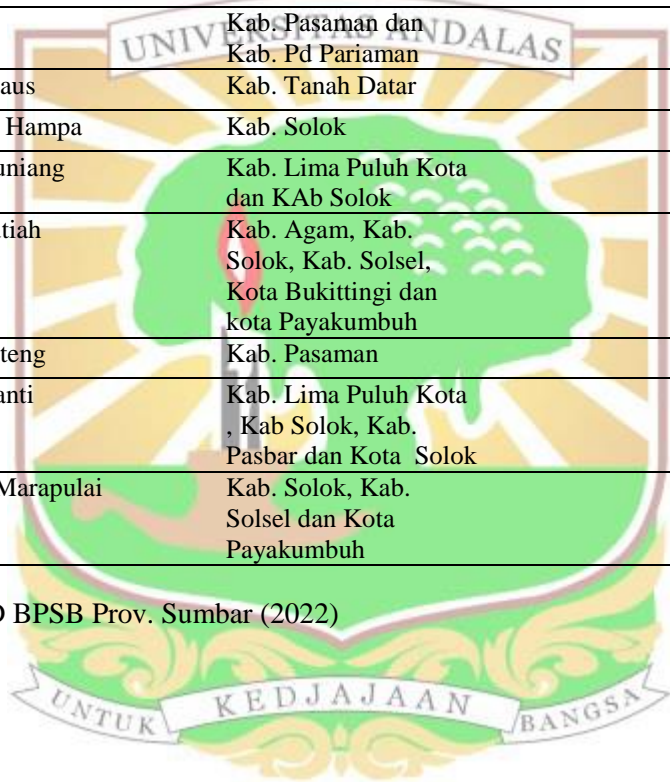 UNIVERSITAS ANDALAS
Kab. Pasaman dan
Kab. Pd Pariaman
aus Kab. Tanah Datar
Hampa Kab. Solok
uniang Kab. Lima Puluh Kota
dan KAb Solok
tiah Kab. Agam, Kab.
Solok, Kab. Solsel,
Kota Bukittingi dan
kota Payakumbuh
teng Kab. Pasaman
anti Kab. Lima Puluh Kota
, Kab Solok, Kab.
Pasbar dan Kota Solok
Marapulai Kab. Solok, Kab.
Solsel dan Kota
Payakumbuh
BPSB Prov. Sumbar (2022)
UNTUK KEDJAJAAN BANGSA